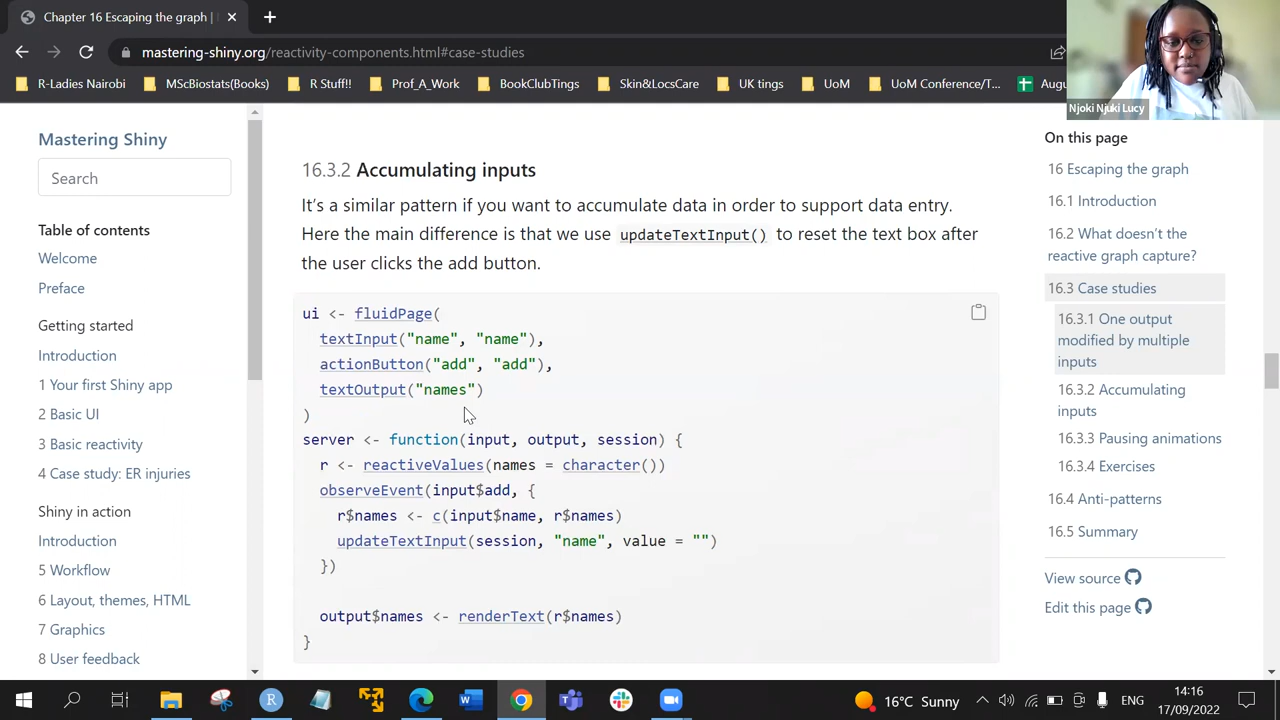 Chapter 16 Escaping the graph |
mastering-shiny.org/reactivity-components.html#case-studies
R-Ladies Nairobi
MScBiostats(Books)
R Stuff!!
Prof_A_Work
BookClubTings
Skin&LocsCare
UK tings
UoM
UoM Conference/T...
Augu
Njoki Njuki Lucy
Mastering Shiny
Search
Table of contents
Welcome
Preface
Getting started
Introduction
1 Your first Shiny app
2 Basic UI
3 Basic reactivity
4 Case study: ER injuries
Shiny in action
Introduction
5 Workflow
6 Layout, themes, HTML
7 Graphics
8 User feedback
16.3.2 Accumulating inputs
It's a similar pattern if you want to accumulate data in order to support data entry.
Here the main difference is that we use updateTextInput() to reset the text box after
the user clicks the add button.
ui <- fluidPage(
textInput("name", "name"),
actionButton("add", "add"),
textOutput("names")
)
server <- function(input, output, session) {
r <- reactiveValues(names = character())
observeEvent(input$add, {
r$names <- c(input$name, r$names)
updateTextInput(session, "name", value = "")
})
output$names <- renderText(r$names)
}
On this page
16 Escaping the graph
16.1 Introduction
16.2 What doesn't the
reactive graph capture?
16.3 Case studies
16.3.1 One output
modified by multiple
inputs
16.3.2 Accumulating
inputs
16.3.3 Pausing animations
16.3.4 Exercises
16.4 Anti-patterns
16.5 Summary
View source
Edit this page
16°C Sunny
ENG
14:16
17/09/2022